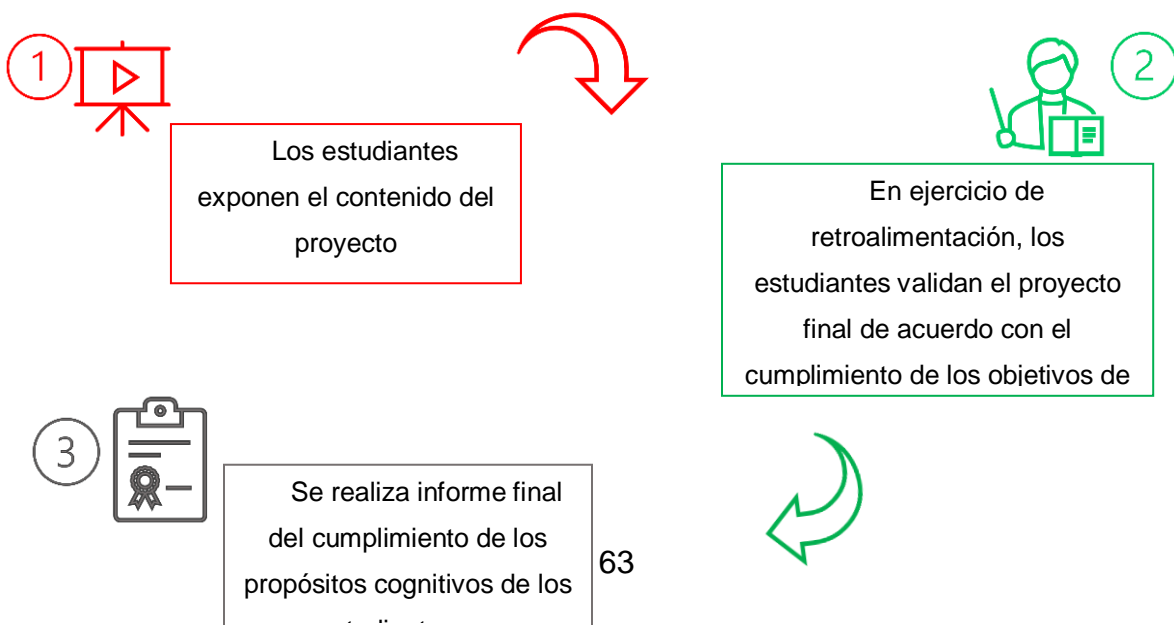 1
Los estudiantes
exponen el contenido del
proyecto
2
En ejercicio de
retroalimentación, los
estudiantes validan el proyecto
final de acuerdo con el
cumplimiento de los objetivos de
3
Se realiza informe final
del cumplimiento de los
propósitos cognitivos de los
63